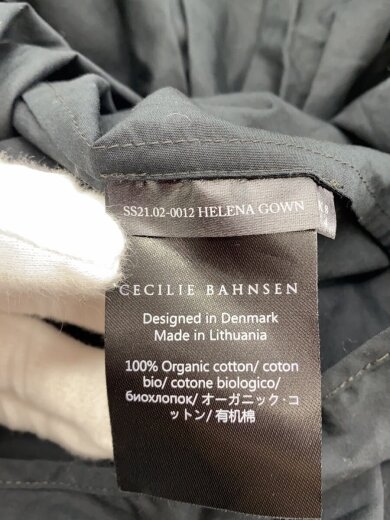 SS21.02-0012 HELENA GOWN
CECILIE BAHNSEN
Designed in Denmark
Made in Lithuania
100% Organic cotton/ coton
bio/ cotone biologico/
биохлопок/ オーガニック·コ
ットン/ 有机棉